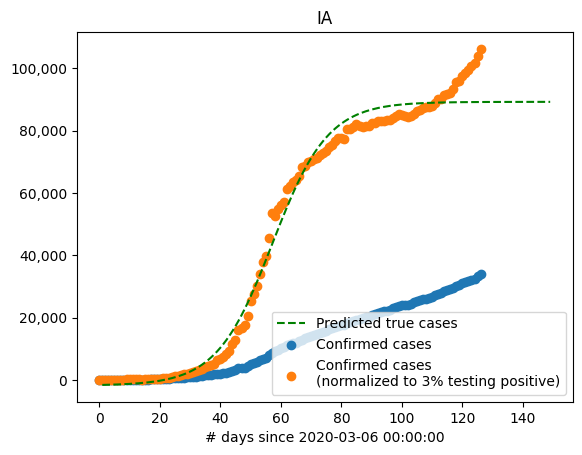 IA
100,000
80,000
60,000
40,000
20,000
0
Predicted true cases
Confirmed cases
Confirmed cases
(normalized to 3% testing positive)
0 20 40 60 80 100 120 140
# days since 2020-03-06 00:00:00